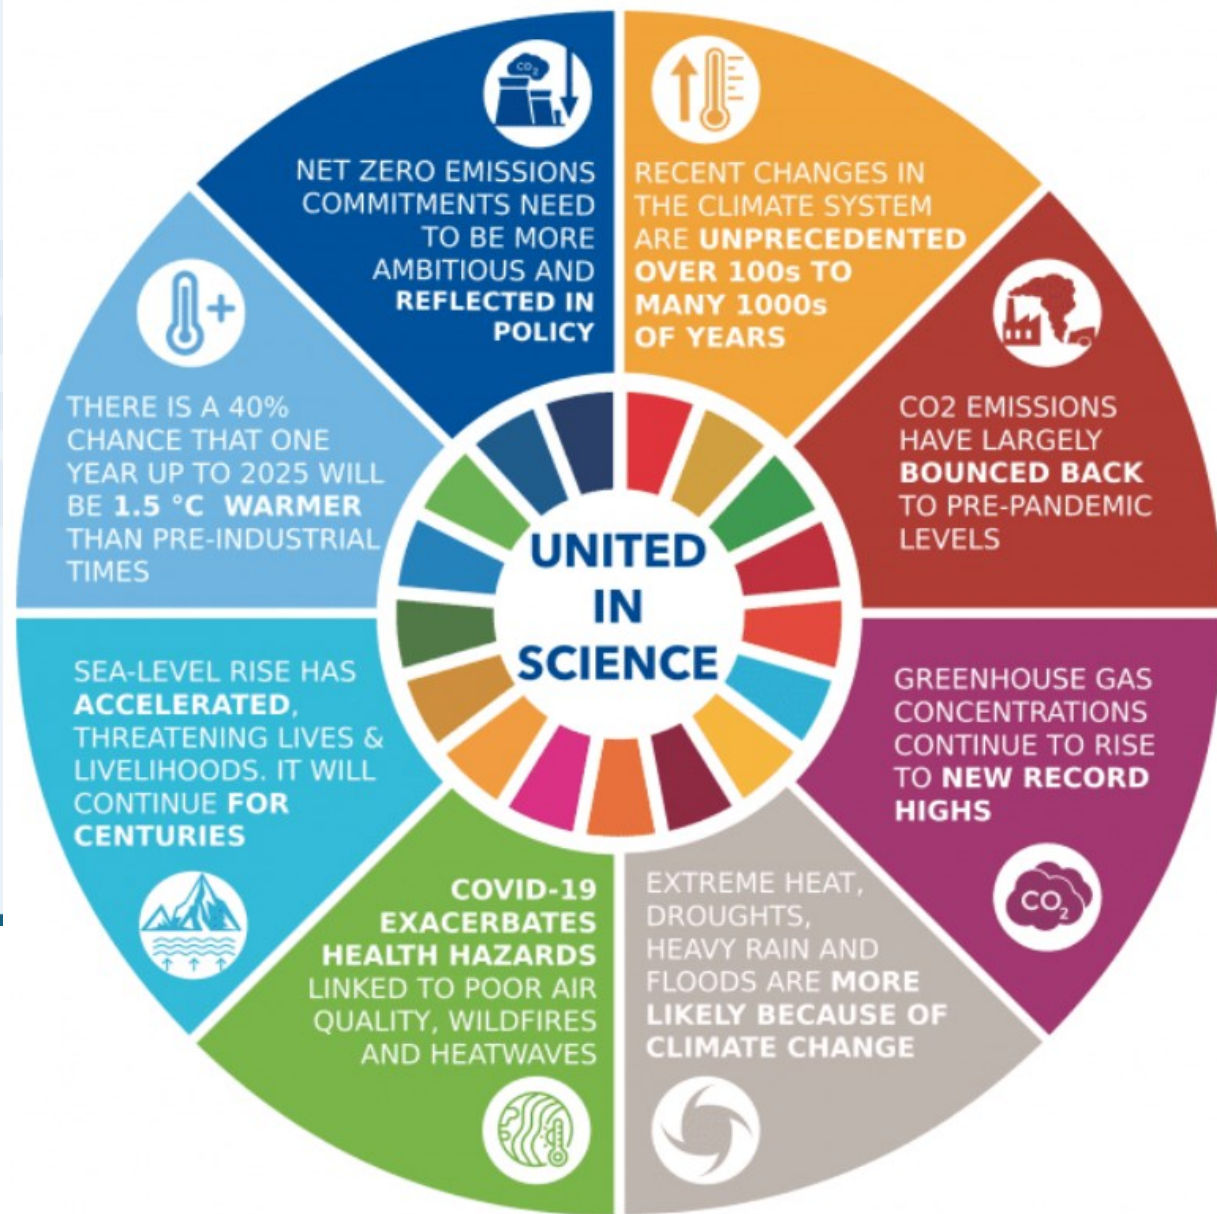 NET ZERO EMISSIONS
COMMITMENTS NEED
TO BE MORE
AMBITIOUS AND
REFLECTED IN
POLICY
RECENT CHANGES IN
THE CLIMATE SYSTEM
ARE UNPRECEDENTED
OVER 100s TO
MANY 1000s
OF YEARS
CO2 EMISSIONS
HAVE LARGELY
BOUNCED BACK
TO PRE-PANDEMIC
LEVELS
GREENHOUSE GAS
CONCENTRATIONS
CONTINUE TO RISE
TO NEW RECORD
HIGHS
EXTREME HEAT,
DROUGHTS,
HEAVY RAIN AND
FLOODS ARE MORE
LIKELY BECAUSE OF
CLIMATE CHANGE
COVID-19
EXACERBATES
HEALTH HAZARDS
LINKED TO POOR AIR
QUALITY, WILDFIRES
AND HEATWAVES
SEA-LEVEL RISE HAS
ACCELERATED,
THREATENING LIVES &
LIVELIHOODS. IT WILL
CONTINUE FOR
CENTURIES
THERE IS A 40%
CHANCE THAT ONE
YEAR UP TO 2025 WILL
BE 1.5 °C WARMER
THAN PRE-INDUSTRIAL
TIMES
UNITED
IN
SCIENCE
CO2
CO2